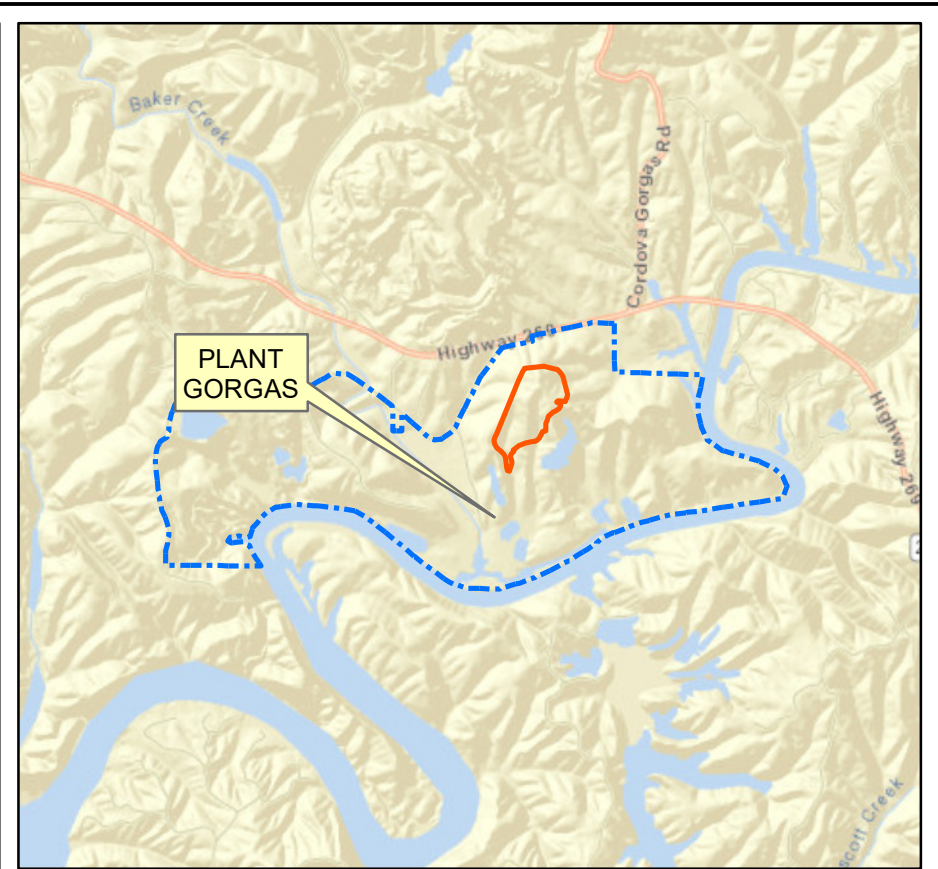 Baker Creek
Cordova Gorgas Rd
Highway 269
PLANT
GORGAS
Highway 269
scott Creek